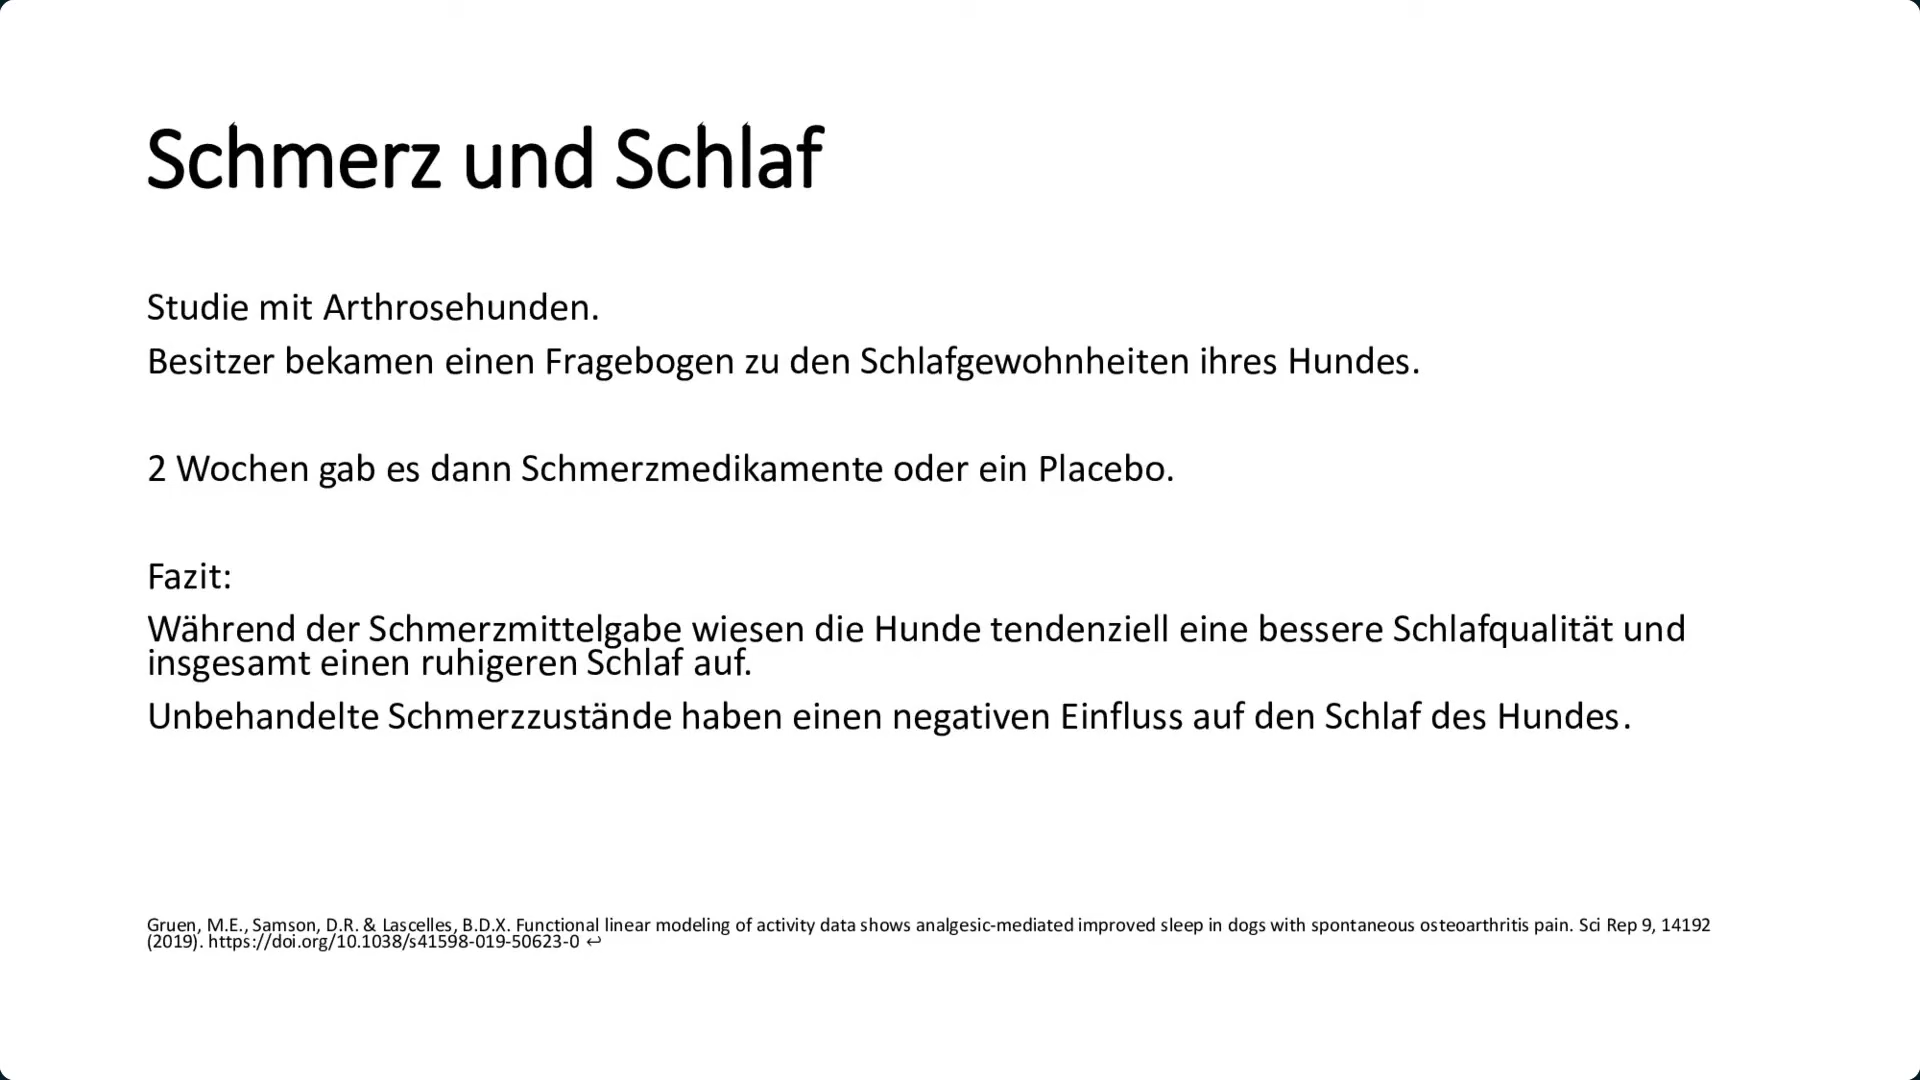 Schmerz und Schlaf
Studie mit Arthrosehunden.
Besitzer bekamen einen Fragebogen zu den Schlafgewohnheiten ihres Hundes.
2 Wochen gab es dann Schmerzmedikamente oder ein Placebo.
Fazit:
Während der Schmerzmittelgabe wiesen die Hunde tendenziell eine bessere Schlafqualität und
insgesamt einen ruhigeren Schlaf auf.
Unbehandelte Schmerzzustände haben einen negativen Einfluss auf den Schlaf des Hundes.
Gruen, M.E., Samson, D.R. & Lascelles, B.D.X. Functional linear modeling of activity data shows analgesic-mediated improved sleep in dogs with spontaneous osteoarthritis pain. Sci Rep 9, 14192
(2019). https://doi.org/10.1038/s41598-019-50623-0 ↩